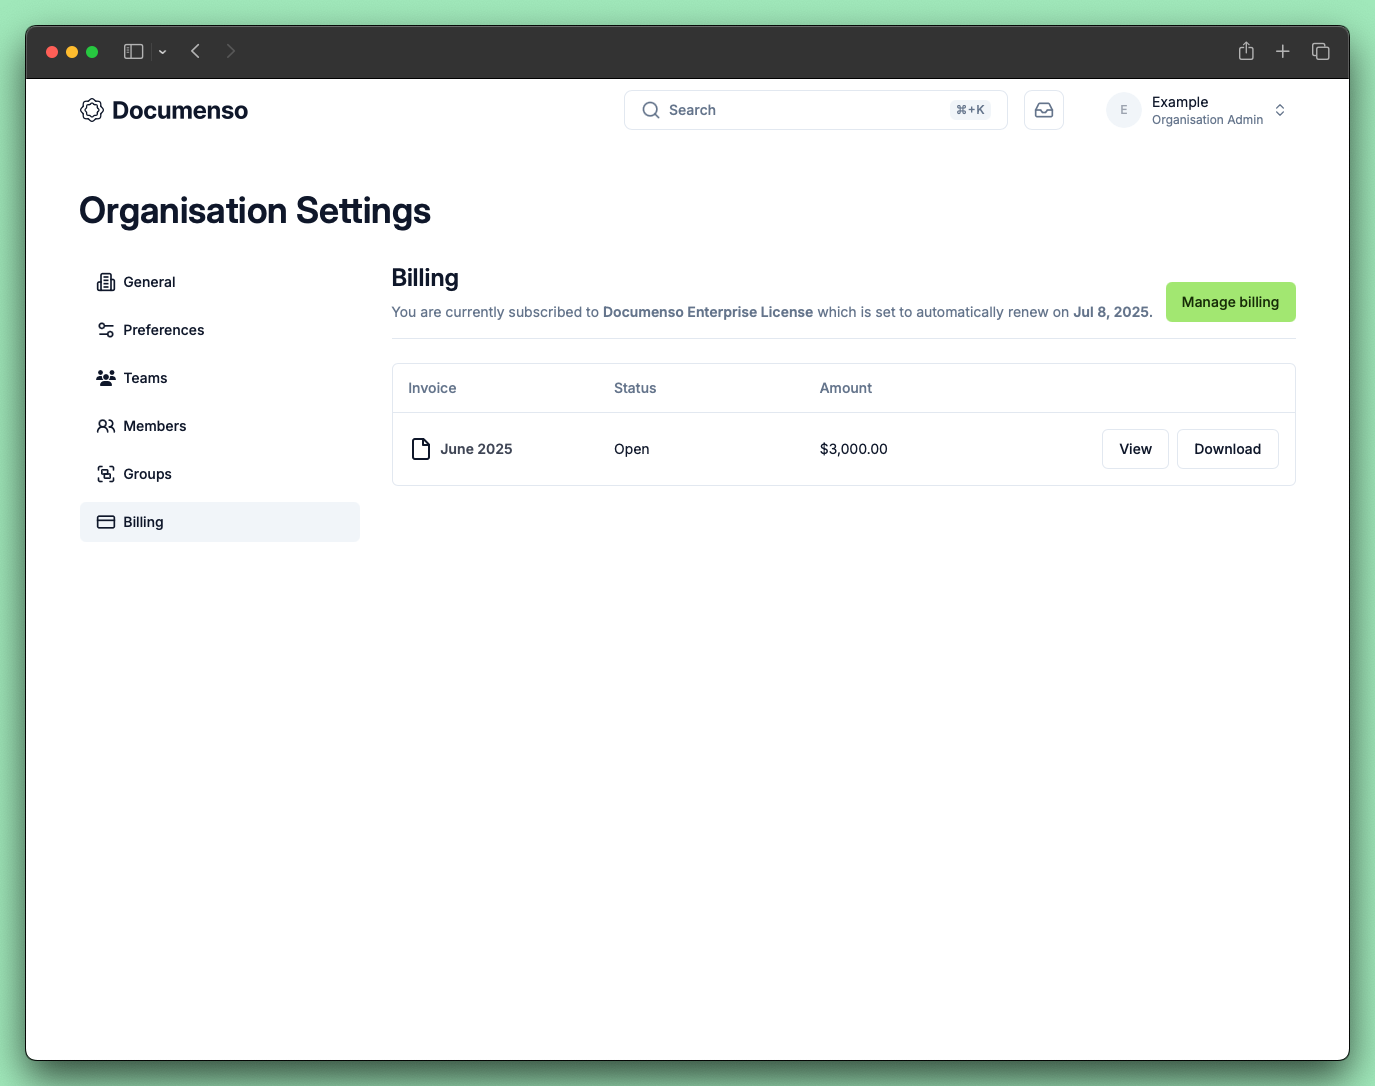 Documenso
Search
⌘+K
E
Example
Organisation Admin
Organisation Settings
General
Preferences
Teams
Members
Groups
Billing
Billing
You are currently subscribed to Documenso Enterprise License which is set to automatically renew on Jul 8, 2025.
Manage billing
Invoice Status Amount
June 2025 Open $3,000.00 View Download